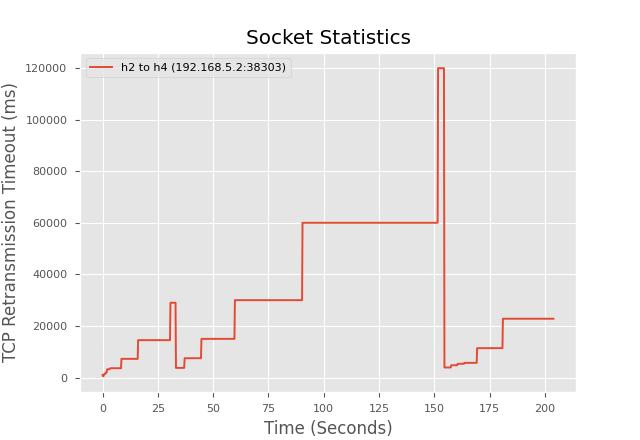 Socket Statistics
h2 to h4 (192.168.5.2:38303)
TCP Retransmission Timeout (ms)
120000
100000
80000
60000
40000
20000
0
0 25 50 75 100 125 150 175 200
Time (Seconds)